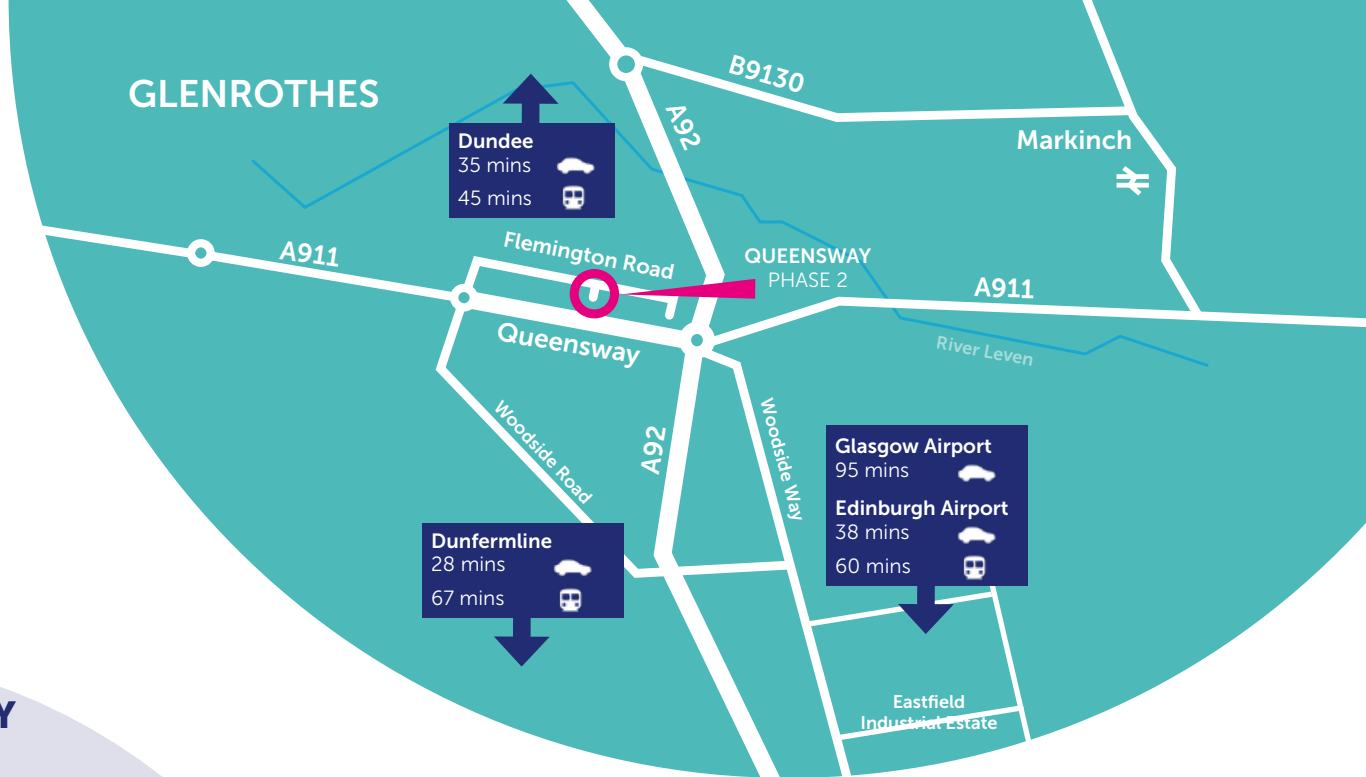 GLENROTHES
B9130
A92
Markinch
Dundee
35 mins
45 mins
Flemington Road
QUEENSWAY
PHASE 2
A911
A911
Queensway
River Leven
Woodside Road
A92
Woodside Way
Glasgow Airport
95 mins
Edinburgh Airport
38 mins
60 mins
Dunfermline
28 mins
67 mins
Eastfield
Industrial Estate
Y